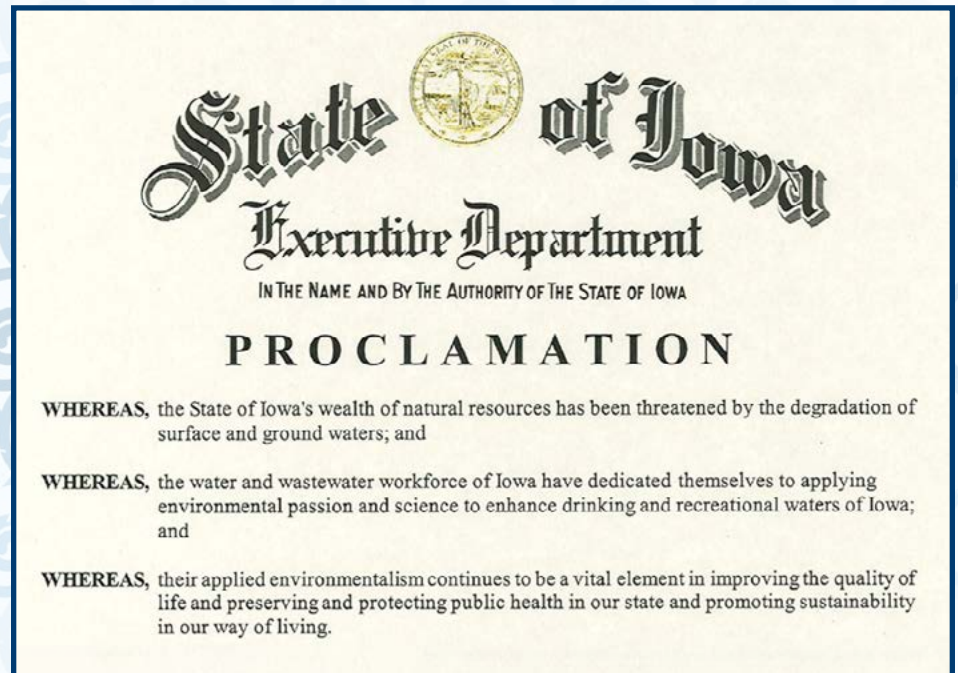 SEAL OF THE
State of Iowa
Executive Department
IN THE NAME AND BY THE AUTHORITY OF THE STATE OF IOWA
PROCLAMATION
WHEREAS, the State of Iowa's wealth of natural resources has been threatened by the degradation of
surface and ground waters; and
WHEREAS, the water and wastewater workforce of Iowa have dedicated themselves to applying
environmental passion and science to enhance drinking and recreational waters of Iowa;
and
WHEREAS, their applied environmentalism continues to be a vital element in improving the quality of
life and preserving and protecting public health in our state and promoting sustainability
in our way of living.